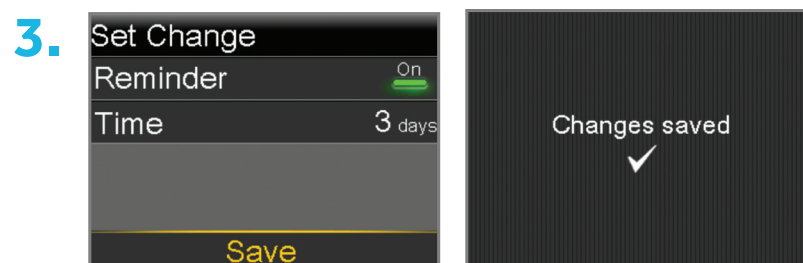 3.
Set Change
Reminder On
Time 3 days
Save
Changes saved